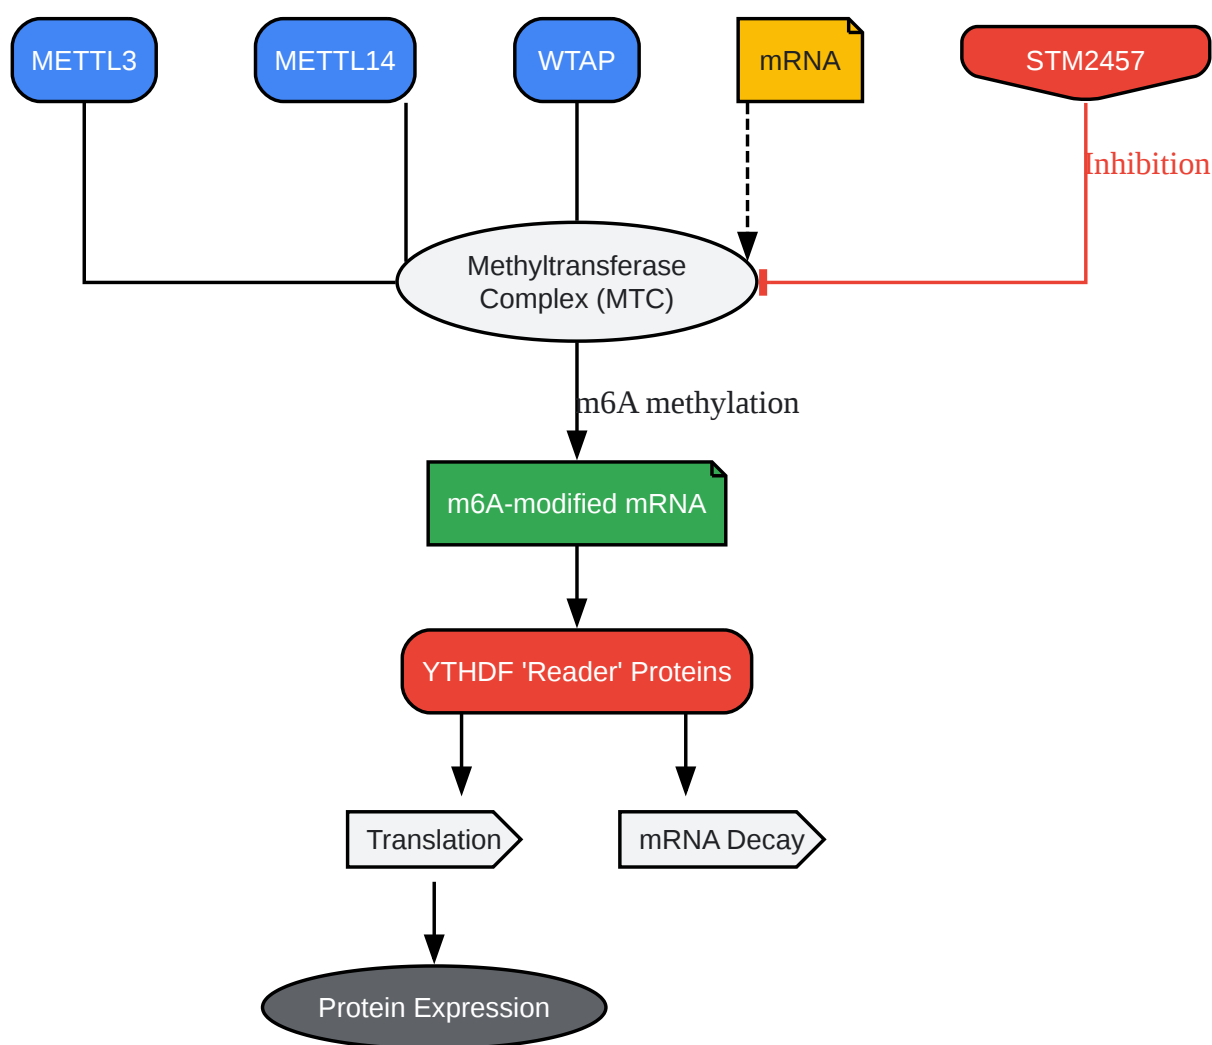 METTL3
METTL14
WTAP
mRNA
STM2457
Inhibition
Methyltransferase
Complex (MTC)
m6A methylation
m6A-modified mRNA
YTHDF 'Reader' Proteins
Translation
mRNA Decay
Protein Expression